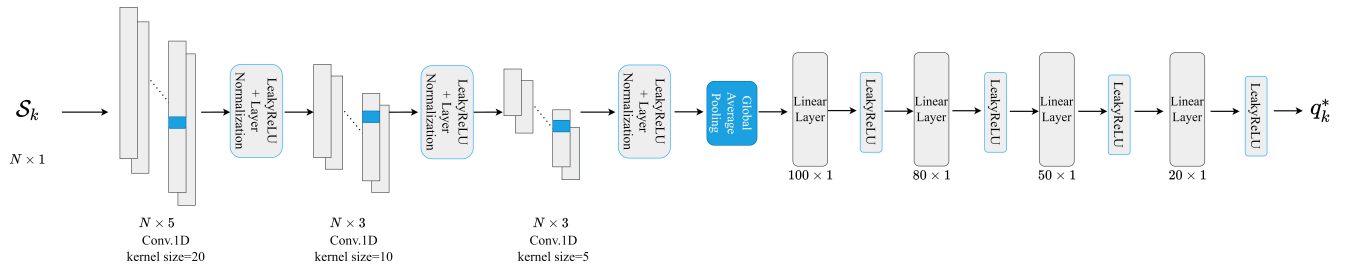 𝒮ₖ
N × 1
N × 5
Conv.1D
kernel size=20
LeakyReLU
+ Layer
Normalization
N × 3
Conv.1D
kernel size=10
LeakyReLU
+ Layer
Normalization
N × 3
Conv.1D
kernel size=5
LeakyReLU
+ Layer
Normalization
Global
Average
Pooling
Linear
Layer
100 × 1
LeakyReLU
Linear
Layer
80 × 1
LeakyReLU
Linear
Layer
50 × 1
LeakyReLU
Linear
Layer
20 × 1
LeakyReLU
qₖ*